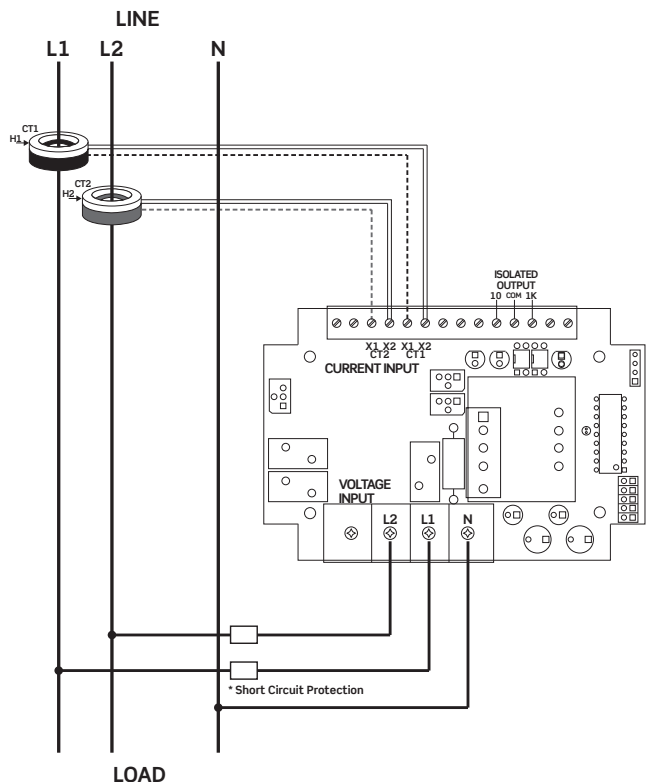 LINE
L1 L2 N
CT1
H1
CT2
H2
ISOLATED
OUTPUT
10 COM 1K
X1 X2 X1 X2
CT2 CT1
CURRENT INPUT
VOLTAGE
INPUT
L2 L1 N
* Short Circuit Protection
LOAD